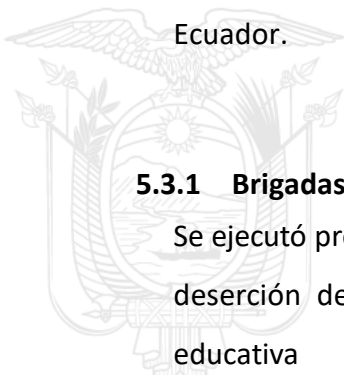 Ecuador.
5.3.1 Brigadas
Se ejecutó pr
deserción de
educativa